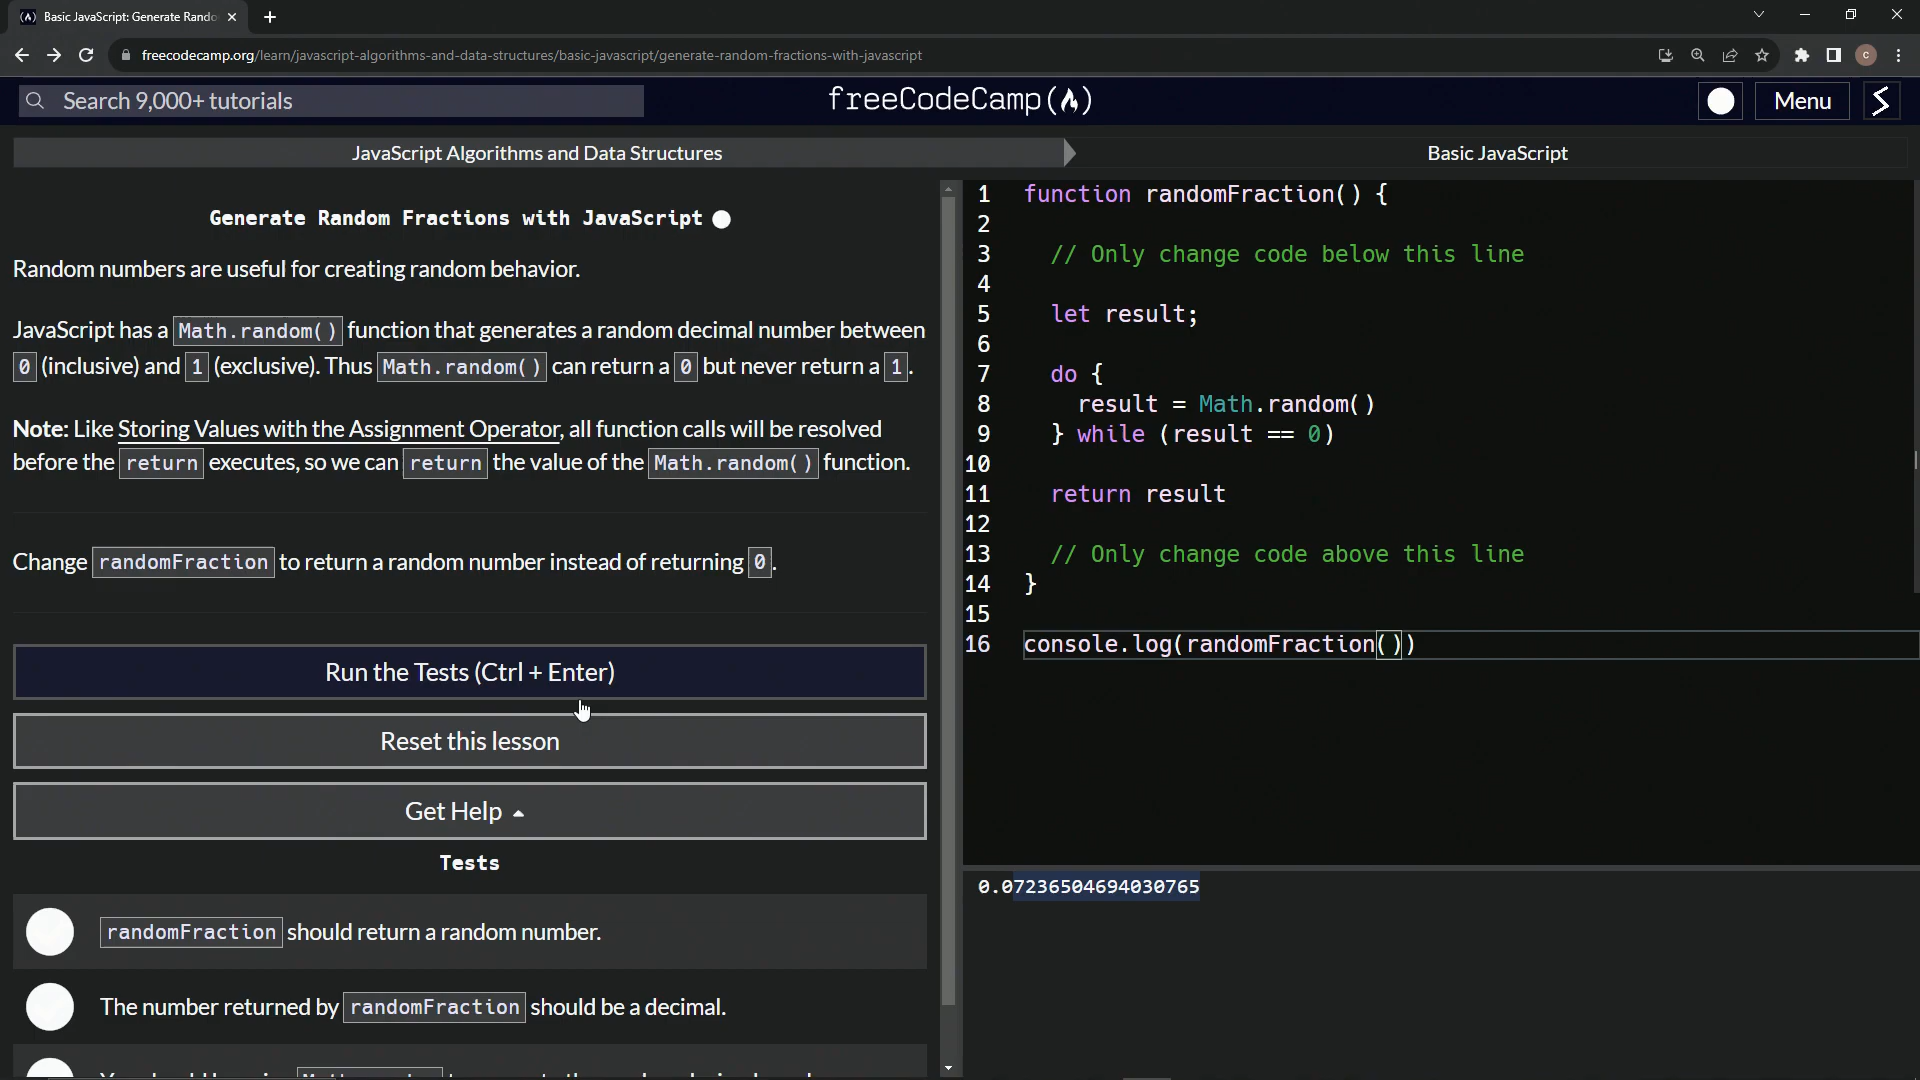 Basic JavaScript: Generate Rando
freecodecamp.org/learn/javascript-algorithms-and-data-structures/basic-javascript/generate-random-fractions-with-javascript
C
Search 9,000+ tutorials
freeCodeCamp(🔥)
Menu
JavaScript Algorithms and Data Structures
Basic JavaScript
Generate Random Fractions with JavaScript
Random numbers are useful for creating random behavior.
JavaScript has a Math.random() function that generates a random decimal number between
0 (inclusive) and 1 (exclusive). Thus Math.random() can return a 0 but never return a 1.
Note: Like Storing Values with the Assignment Operator, all function calls will be resolved
before the return executes, so we can return the value of the Math.random() function.
Change randomFraction to return a random number instead of returning 0.
Run the Tests (Ctrl + Enter)
Reset this lesson
Get Help
Tests
randomFraction should return a random number.
The number returned by randomFraction should be a decimal.
1 function randomFraction() {
2
3 // Only change code below this line
4
5 let result;
6
7 do {
8 result = Math.random()
9 } while (result == 0)
10
11 return result
12
13 // Only change code above this line
14 }
15
16 console.log(randomFraction())
0.07236504694030765